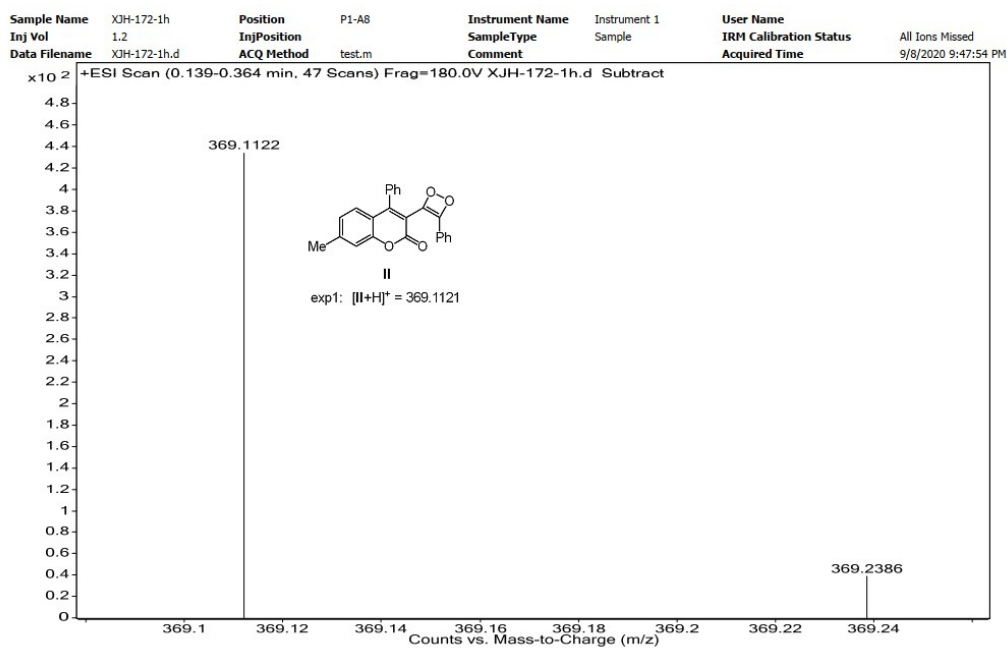 Sample Name XJH-172-1h Position P1-A8 Instrument Name Instrument 1 User Name
Inj Vol 1.2 InjPosition SampleType Sample IRM Calibration Status All Ions Missed
Data Filename XJH-172-1h.d ACQ Method test.m Comment Acquired Time 9/8/2020 9:47:54 PM
x10 2 +ESI Scan (0.139-0.364 min, 47 Scans) Frag=180.0V XJH-172-1h.d Subtract
4.8
4.6
4.4
4.2
4
3.8
3.6
3.4
3.2
3
2.8
2.6
2.4
2.2
2
1.8
1.6
1.4
1.2
1
0.8
0.6
0.4
0.2
0
369.1122
Ph
O
O
Ph
Me
O
O
II
exp1: [II+H]+ = 369.1121
369.2386
369.1 369.12 369.14 369.16 369.18 369.2 369.22 369.24
Counts vs. Mass-to-Charge (m/z)